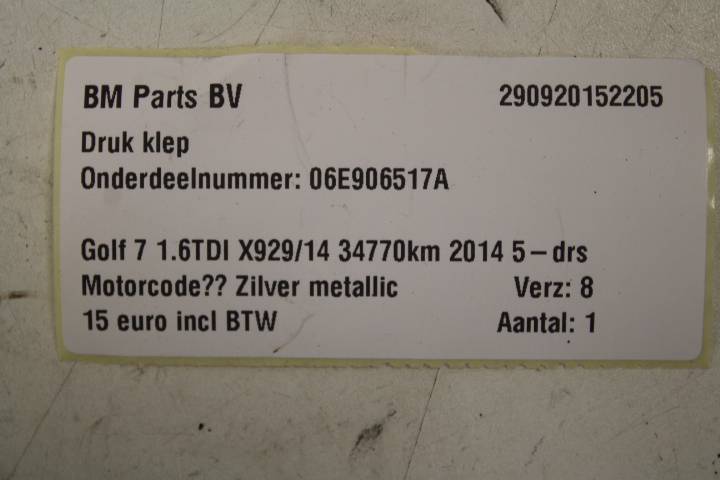 BM Parts BV 290920152205
Druk klep
Onderdeelnummer: 06E906517A
Golf 7 1.6TDI X929/14 34770km 2014 5-drs
Motorcode?? Zilver metallic Verz: 8
15 euro incl BTW Aantal: 1